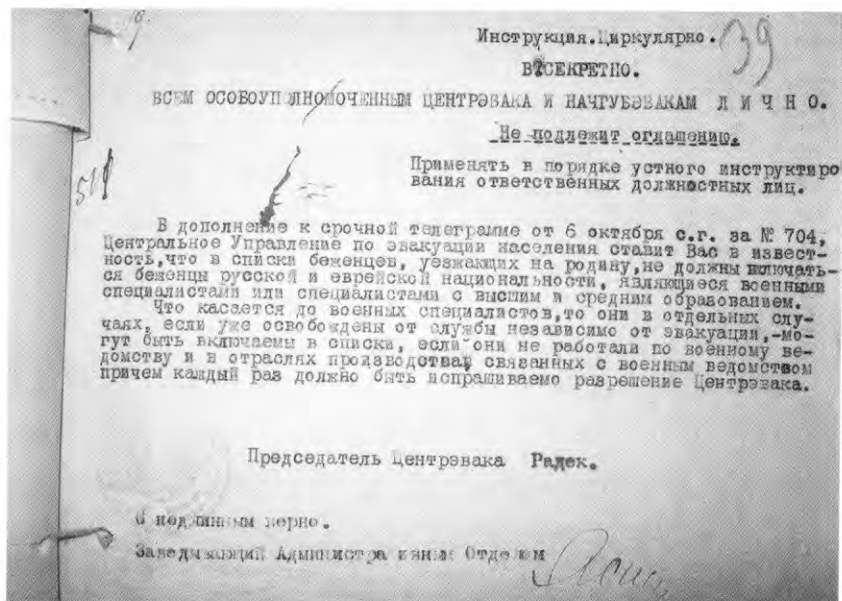 Инструкция.Циркулярно.
39
В/СЕКРЕТНО.
ВСЕМ ОСОБОУПОЛНОМОЧЕННЫМ ЦЕНТРЭВАКА И НАЧГУБЭВАКАМ Л И Ч Н О.
Не подлежит оглашению.
Применять в порядке устного инструктиро
вания ответственных должностных лиц.
В дополнение к срочной телеграмме от 6 октября с.г. за № 704,
Центральное Управление по эвакуации населения ставит Вас в извест-
ность,что в списки беженцев, уезжающих на родину,не должны включать-
ся беженцы русской и еврейской национальности, являющиеся военными
специалистами или специалистами с высшим и средним образованием.
Что касается до военных специалистов,то они в отдельных слу-
чаях, если уже освобождены от службы независимо от эвакуации,-мо-
гут быть включаемы в списки, если они не работали по военному ве-
домству и в отраслях производства, связанных с военным ведомством
причем каждый раз должно быть испрашиваемо разрешение Центрэвака.
Председатель Центрэвака Радек.
С подлинным верно.
Заведывающий Административным Отделом